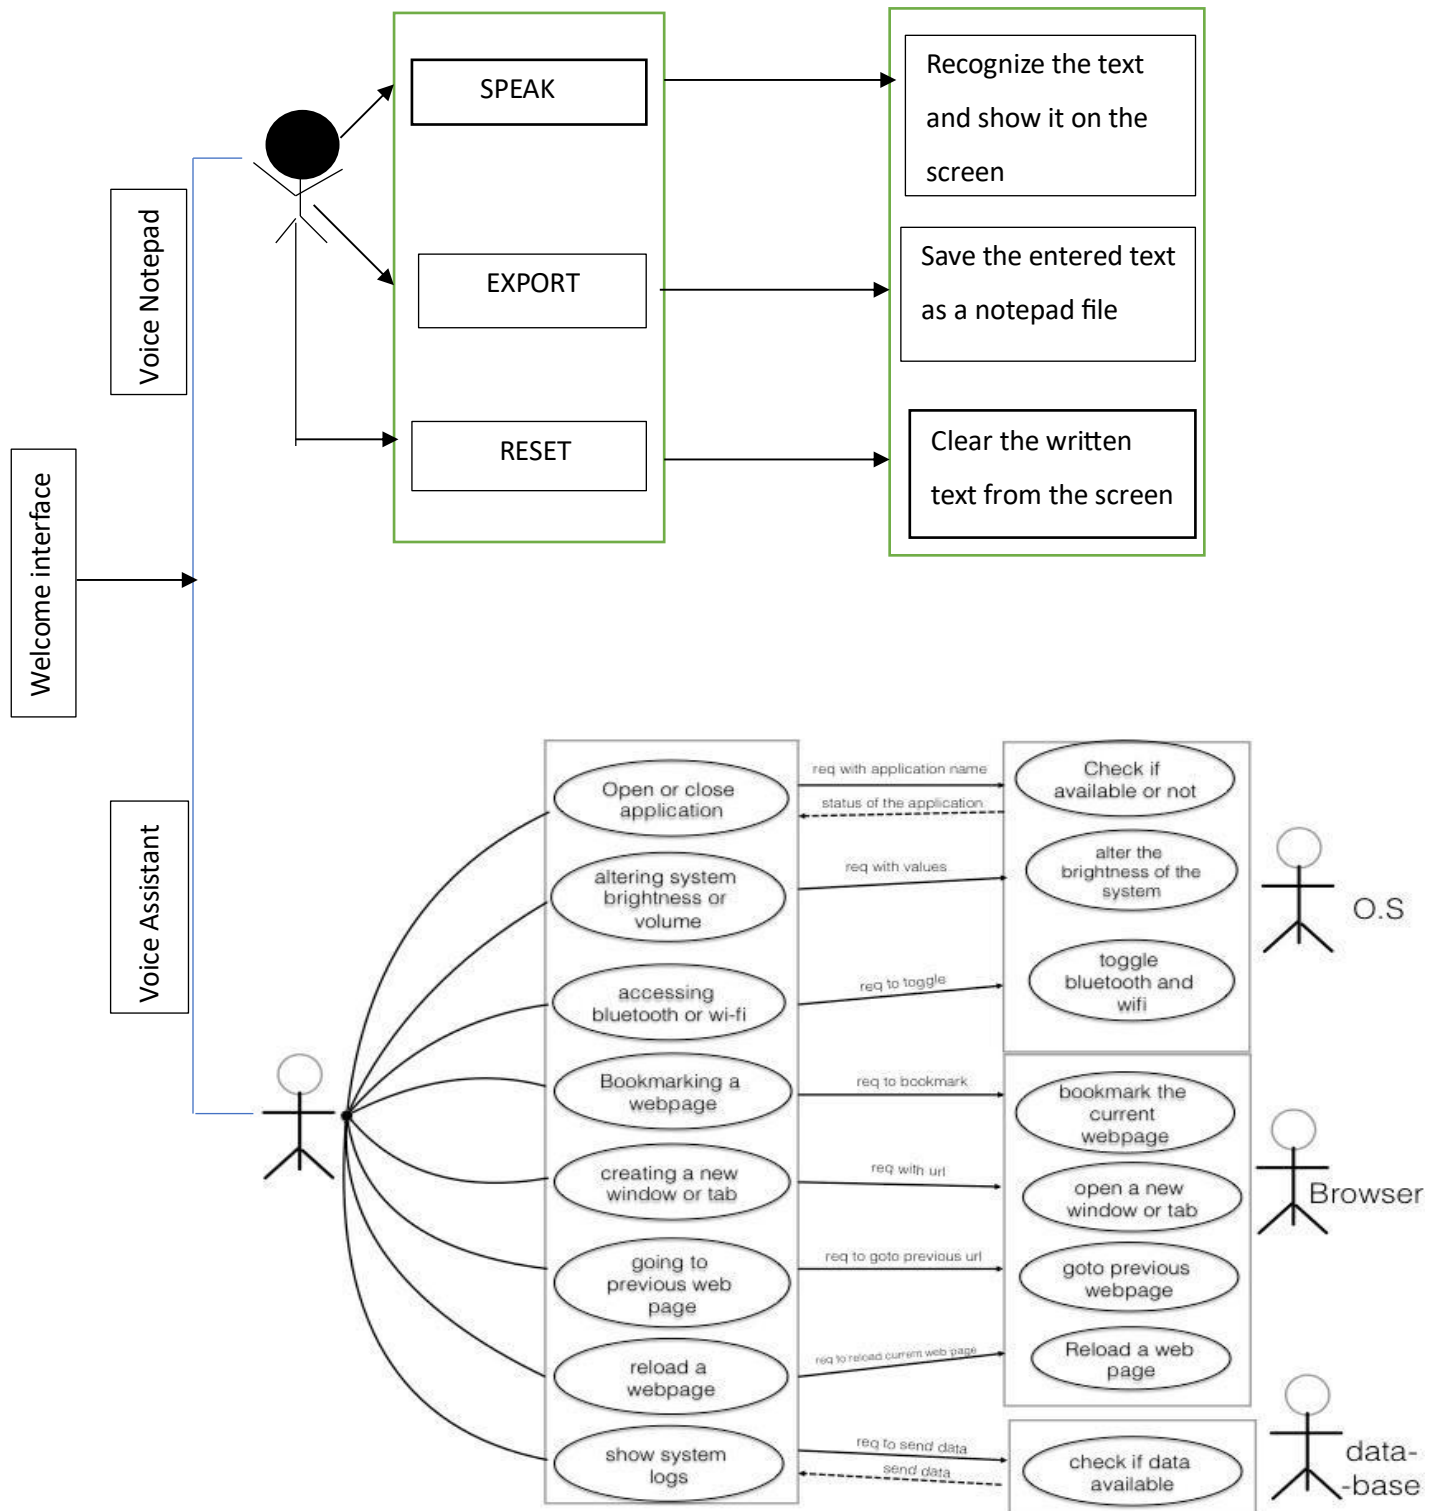 SPEAK
EXPORT
RESET
Recognize the text
and show it on the
screen
Save the entered text
as a notepad file
Clear the written
text from the screen
Voice Notepad
Welcome interface
Voice Assistant
Open or close
application
altering system
brightness or
volume
accessing
bluetooth or wi-fi
Bookmarking a
webpage
creating a new
window or tab
going to
previous web
page
reload a
webpage
show system
logs
req with application name
status of the application
req with values
req to toggle
req to bookmark
req with url
req to goto previous url
req to reload current web page
req to send data
send data
Check if
available or not
alter the
brightness of the
system
toggle
bluetooth and
wifi
bookmark the
current
webpage
open a new
window or tab
goto previous
webpage
Reload a web
page
check if data
available
O.S
Browser
data-
-base